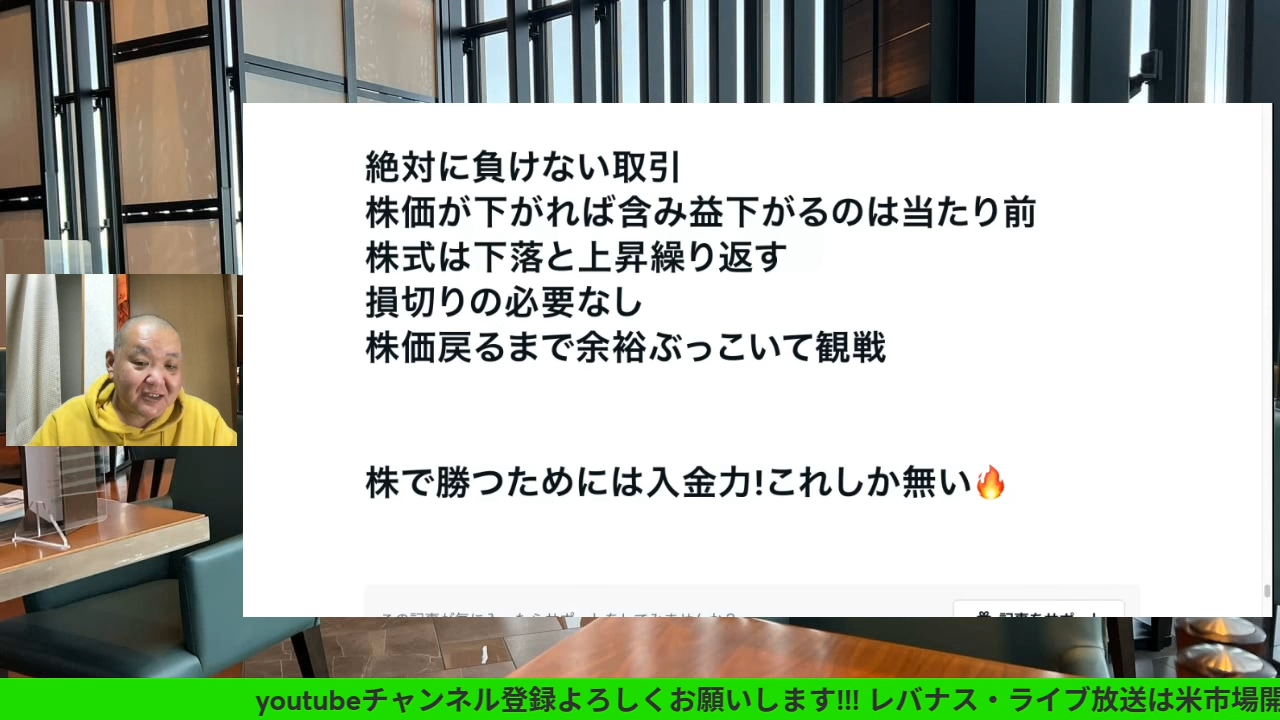 絶対に負けない取引
株価が下がれば含み益下がるのは当たり前
株式は下落と上昇繰り返す
損切りの必要なし
株価戻るまで余裕ぶっこいて観戦
株で勝つためには入金力!これしか無い🔥
youtubeチャンネル登録よろしくお願いします!!! レバナス・ライブ放送は米市場開